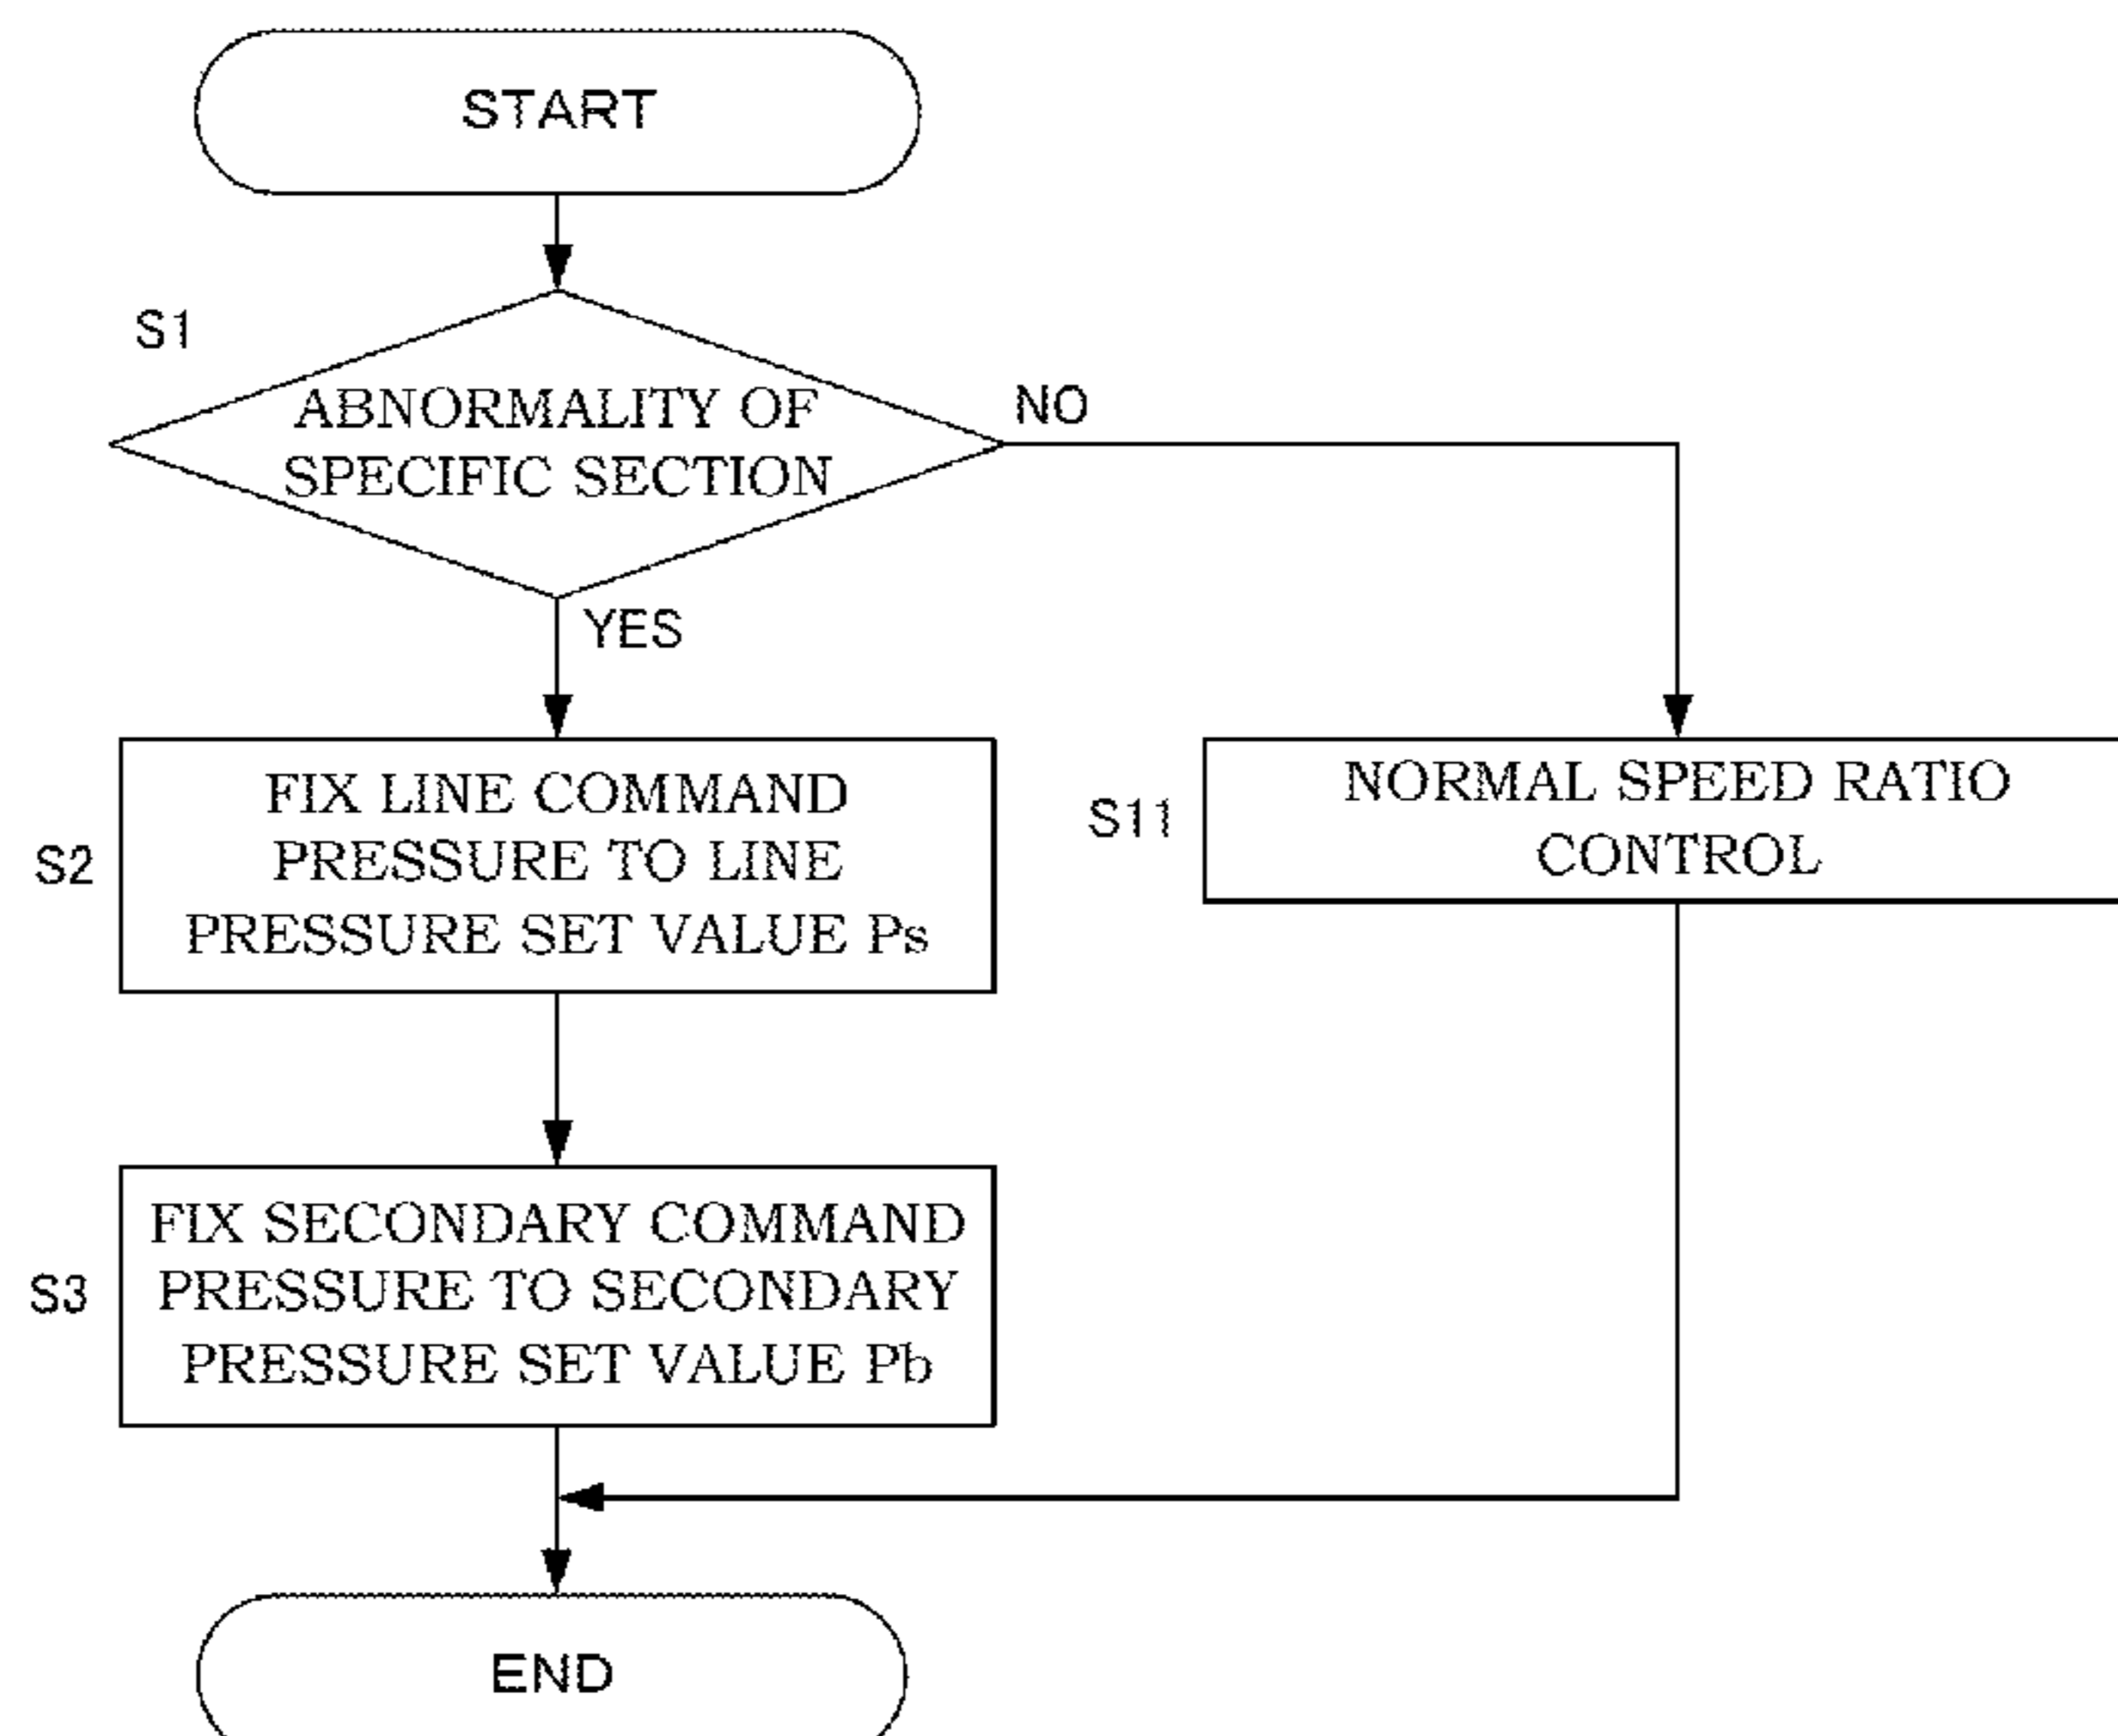 START
S1
ABNORMALITY OF
SPECIFIC SECTION
NO
YES
S2
FIX LINE COMMAND
PRESSURE TO LINE
PRESSURE SET VALUE Ps
S11
NORMAL SPEED RATIO
CONTROL
S3
FIX SECONDARY COMMAND
PRESSURE TO SECONDARY
PRESSURE SET VALUE Pb
END